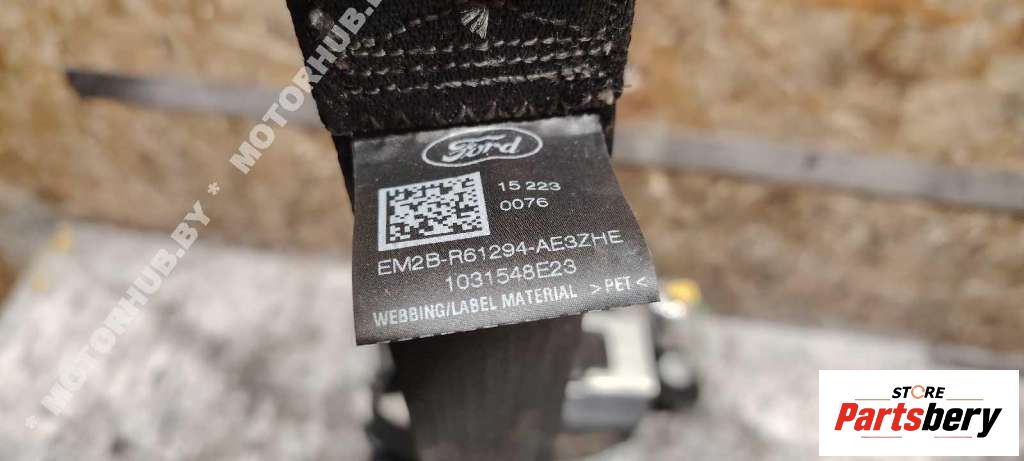 Ford
15 223
0076
EM2B-R61294-AE3ZHE
1031548E23
WEBBING/LABEL MATERIAL >PET<
* MOTORHUB.BY * MOTORHUB.BY
STORE
Partsbery